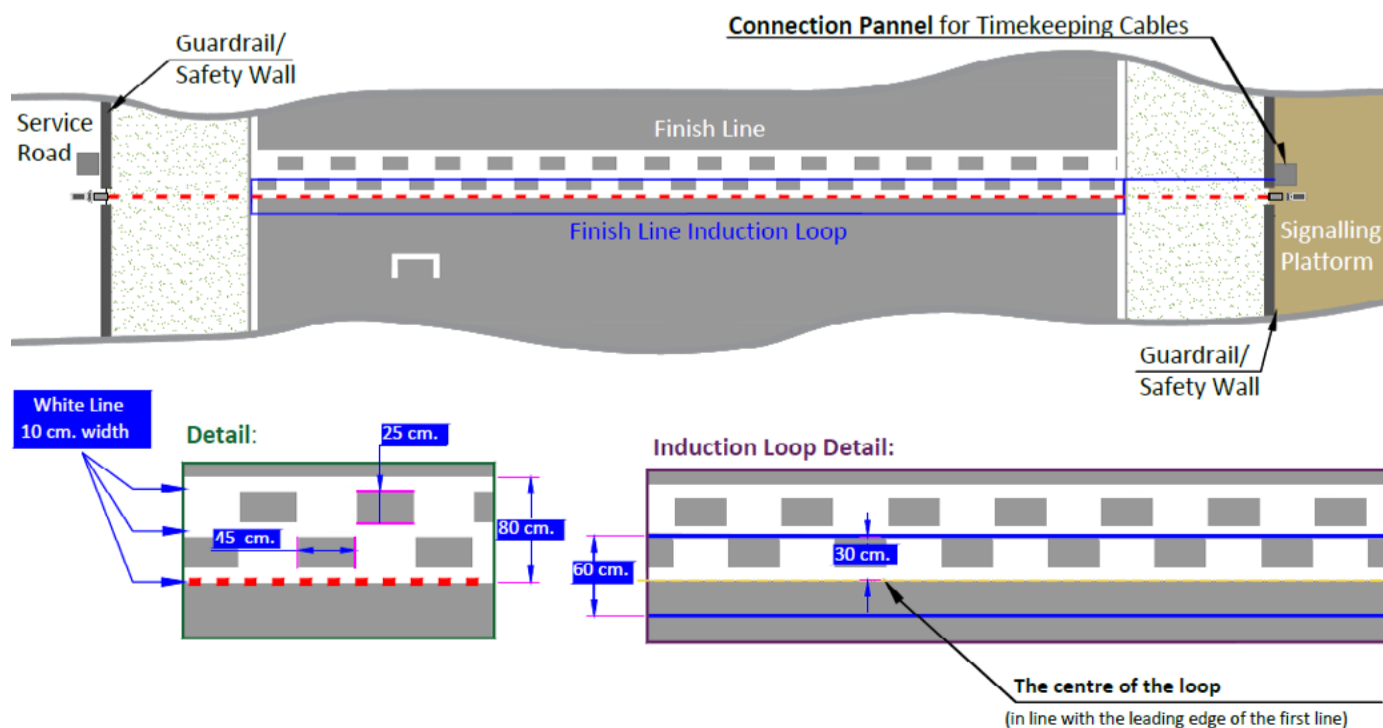 Connection Pannel for Timekeeping Cables
Guardrail/
Safety Wall
Service
Road
Finish Line
Finish Line Induction Loop
Signalling
Platform
Guardrail/
Safety Wall
White Line
10 cm. width
Detail:
25 cm.
45 cm.
80 cm.
Induction Loop Detail:
30 cm.
60 cm.
The centre of the loop
(in line with the leading edge of the first line)